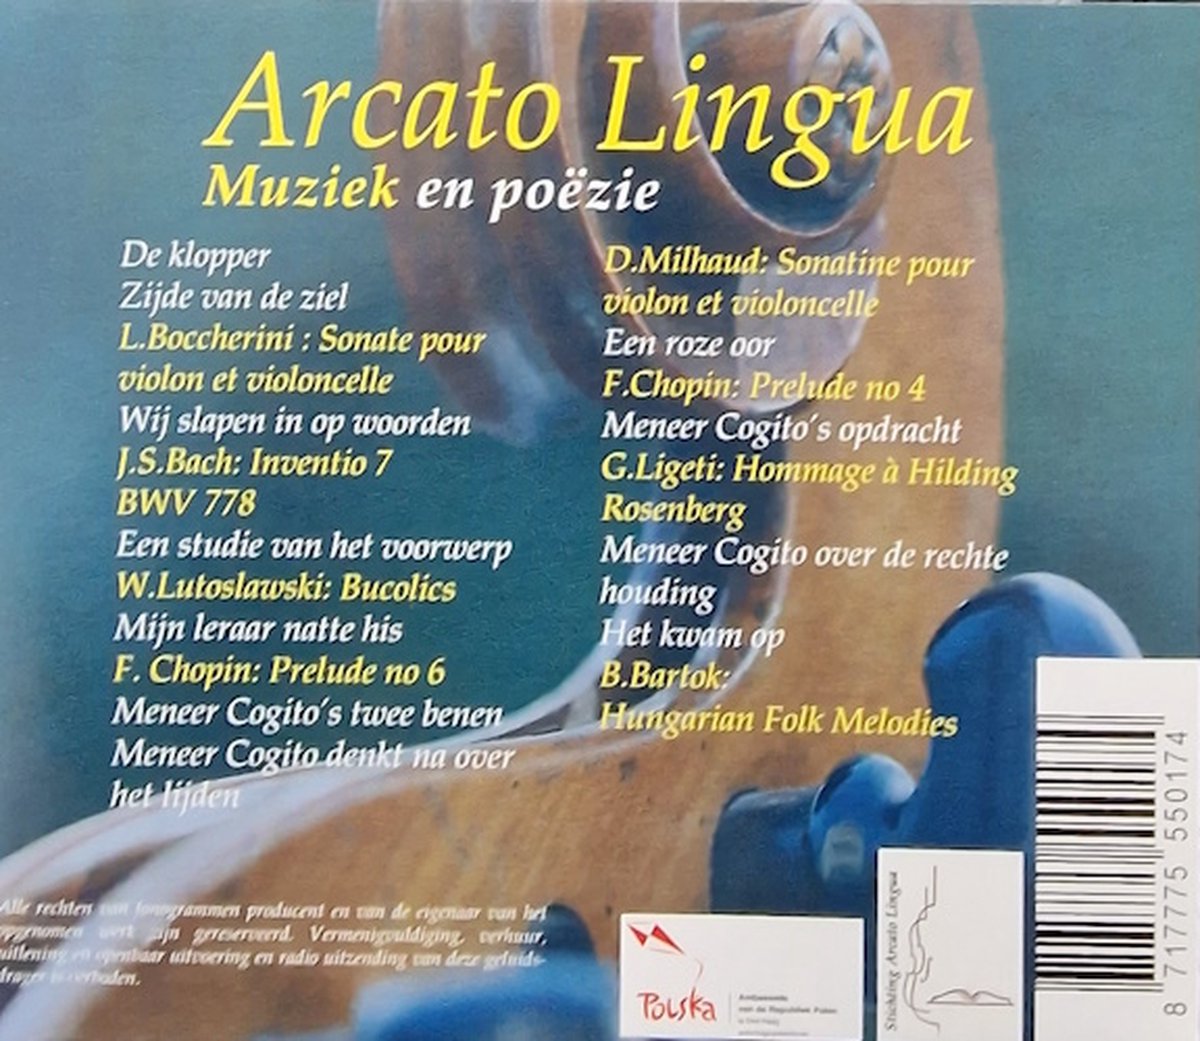 Arcato Lingua
Muziek en poëzie
De klopper
Zijde van de ziel
L.Boccherini : Sonate pour
violon et violoncelle
Wij slapen in op woorden
J.S.Bach: Inventio 7
BWV 778
Een studie van het voorwerp
W.Lutoslawski: Bucolics
Mijn leraar natte his
F. Chopin: Prelude no 6
Meneer Cogito's twee benen
Meneer Cogito denkt na over
het lijden
D.Milhaud: Sonatine pour
violon et violoncelle
Een roze oor
F.Chopin: Prelude no 4
Meneer Cogito's opdracht
G.Ligeti: Hommage à Hilding
Rosenberg
Meneer Cogito over de rechte
houding
Het kwam op
B.Bartok:
Hungarian Folk Melodies
Alle rechten van fonogrammen producent en van de eigenaar van het
opgenomen werk zijn gereserveerd. Vermenigvuldiging, verhuur,
uitlening en openbaar uitvoering en radio uitzending van deze geluids-
drager is verboden.
Polska
Ambassade
van de Republiek Polen
Stichting Arcato Lingua
8 717775 550174